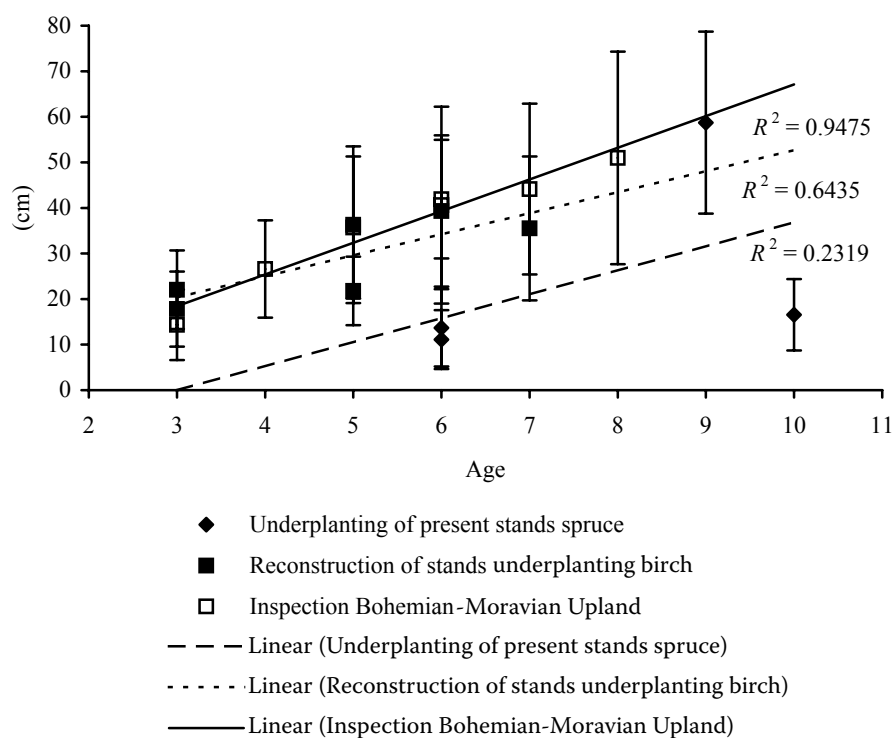 80
70
60
50
40
30
20
10
0
(cm)
R² = 0.9475
R² = 0.6435
R² = 0.2319
2 3 4 5 6 7 8 9 10 11
Age
Underplanting of present stands spruce
Reconstruction of stands underplanting birch
Inspection Bohemian-Moravian Upland
Linear (Underplanting of present stands spruce)
Linear (Reconstruction of stands underplanting birch)
Linear (Inspection Bohemian-Moravian Upland)